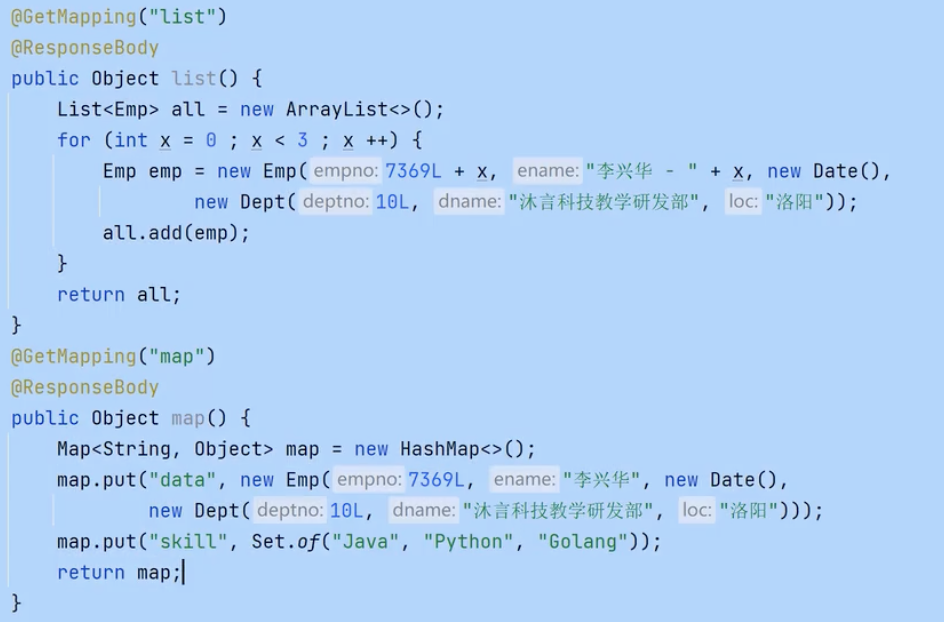 @GetMapping("list")
@ResponseBody
public Object list() {
    List<Emp> all = new ArrayList<>();
    for (int x = 0 ; x < 3 ; x ++) {
        Emp emp = new Emp( empno: 7369L + x, ename: "李兴华 - " + x, new Date(),
                new Dept( deptno: 10L, dname: "沐言科技教学研发部", loc: "洛阳"));
        all.add(emp);
    }
    return all;
}
@GetMapping("map")
@ResponseBody
public Object map() {
    Map<String, Object> map = new HashMap<>();
    map.put("data", new Emp( empno: 7369L, ename: "李兴华", new Date(),
            new Dept( deptno: 10L, dname: "沐言科技教学研发部", loc: "洛阳")));
    map.put("skill", Set.of("Java", "Python", "Golang"));
    return map;
}